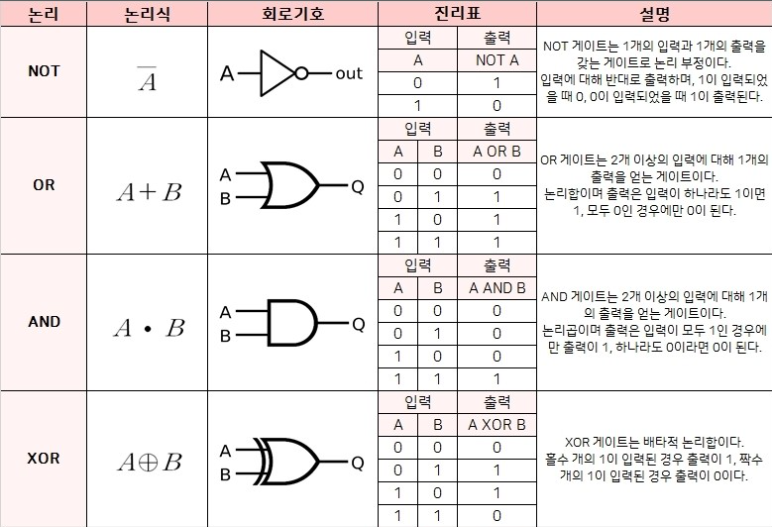 논리 논리식 회로기호 진리표 설명
NOT
A
A out
입력 출력
A NOT A
0 1
1 0
NOT 게이트는 1개의 입력과 1개의 출력을
갖는 게이트로 논리 부정이다.
입력에 대해 반대로 출력하며, 1이 입력되었
을 때 0, 0이 입력되었을 때 1이 출력된다.
OR
A+B
A
B
Q
입력 출력
A B A OR B
0 0 0
0 1 1
1 0 1
1 1 1
OR 게이트는 2개 이상의 입력에 대해 1개의
출력을 얻는 게이트이다.
논리합이며 출력은 입력이 하나라도 1이면
1, 모두 0인 경우에만 0이 된다.
AND
A • B
A
B
Q
입력 출력
A B A AND B
0 0 0
0 1 0
1 0 0
1 1 1
AND 게이트는 2개 이상의 입력에 대해 1개
의 출력을 얻는 게이트이다.
논리곱이며 출력은 입력이 모두 1인 경우에
만 출력이 1, 하나라도 0이라면 0이 된다.
XOR
A⊕B
A
B
Q
입력 출력
A B A XOR B
0 0 0
0 1 1
1 0 1
1 1 0
XOR 게이트는 배타적 논리합이다.
홀수 개의 1이 입력된 경우 출력이 1, 짝수
개의 1이 입력된 경우 출력이 0이다.